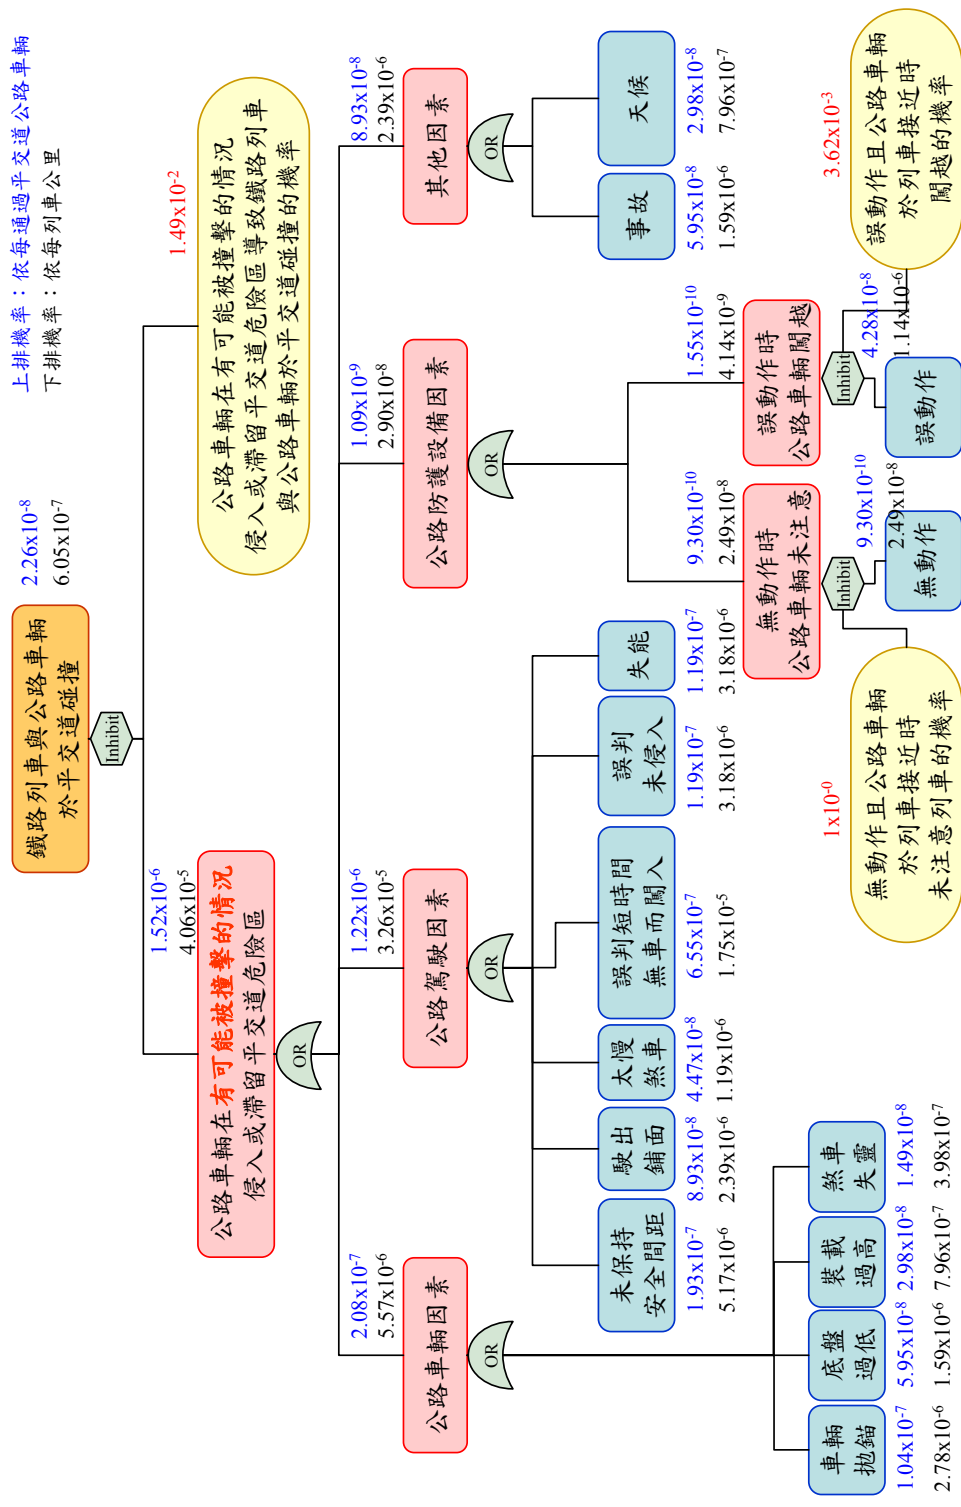 上排機率：依每通過平交道公路車輛
下排機率：依每列車公里
鐵路列車與公路車輛
於平交道碰撞
2.26x10-8
6.05x10-7
Inhibit
1.52x10-6
4.06x10-5
公路車輛在有可能被撞擊的情況
侵入或滯留平交道危險區
OR
1.49x10-2
公路車輛在有可能被撞擊的情況
侵入或滯留平交道危險區導致鐵路列車
與公路車輛於平交道碰撞的機率
2.08x10-7
5.57x10-6
公路車輛因素
OR
1.22x10-6
3.26x10-5
公路駕駛因素
OR
1.09x10-9
2.90x10-8
公路防護設備因素
OR
8.93x10-8
2.39x10-6
其他因素
OR
未保持
安全間距
1.93x10-7
5.17x10-6
駛出
鋪面
8.93x10-8
2.39x10-6
太慢
煞車
4.47x10-8
1.19x10-6
誤判短時間
無車而闖入
6.55x10-7
1.75x10-5
誤判
未侵入
1.19x10-7
3.18x10-6
失能
1.19x10-7
3.18x10-6
事故
5.95x10-8
1.59x10-6
天候
2.98x10-8
7.96x10-7
9.30x10-10
2.49x10-8
無動作時
公路車輛未注意
Inhibit
1.55x10-10
4.14x10-9
誤動作時
公路車輛闖越
Inhibit
車輛
拋錨
1.04x10-7
2.78x10-6
底盤
過低
5.95x10-8
1.59x10-6
裝載
過高
2.98x10-8
7.96x10-7
煞車
失靈
1.49x10-8
3.98x10-7
1x10-0
無動作且公路車輛
於列車接近時
未注意列車的機率
9.30x10-10
2.49x10-8
無動作
4.28x10-8
1.14x10-6
誤動作
3.62x10-3
誤動作且公路車輛
於列車接近時
闖越的機率